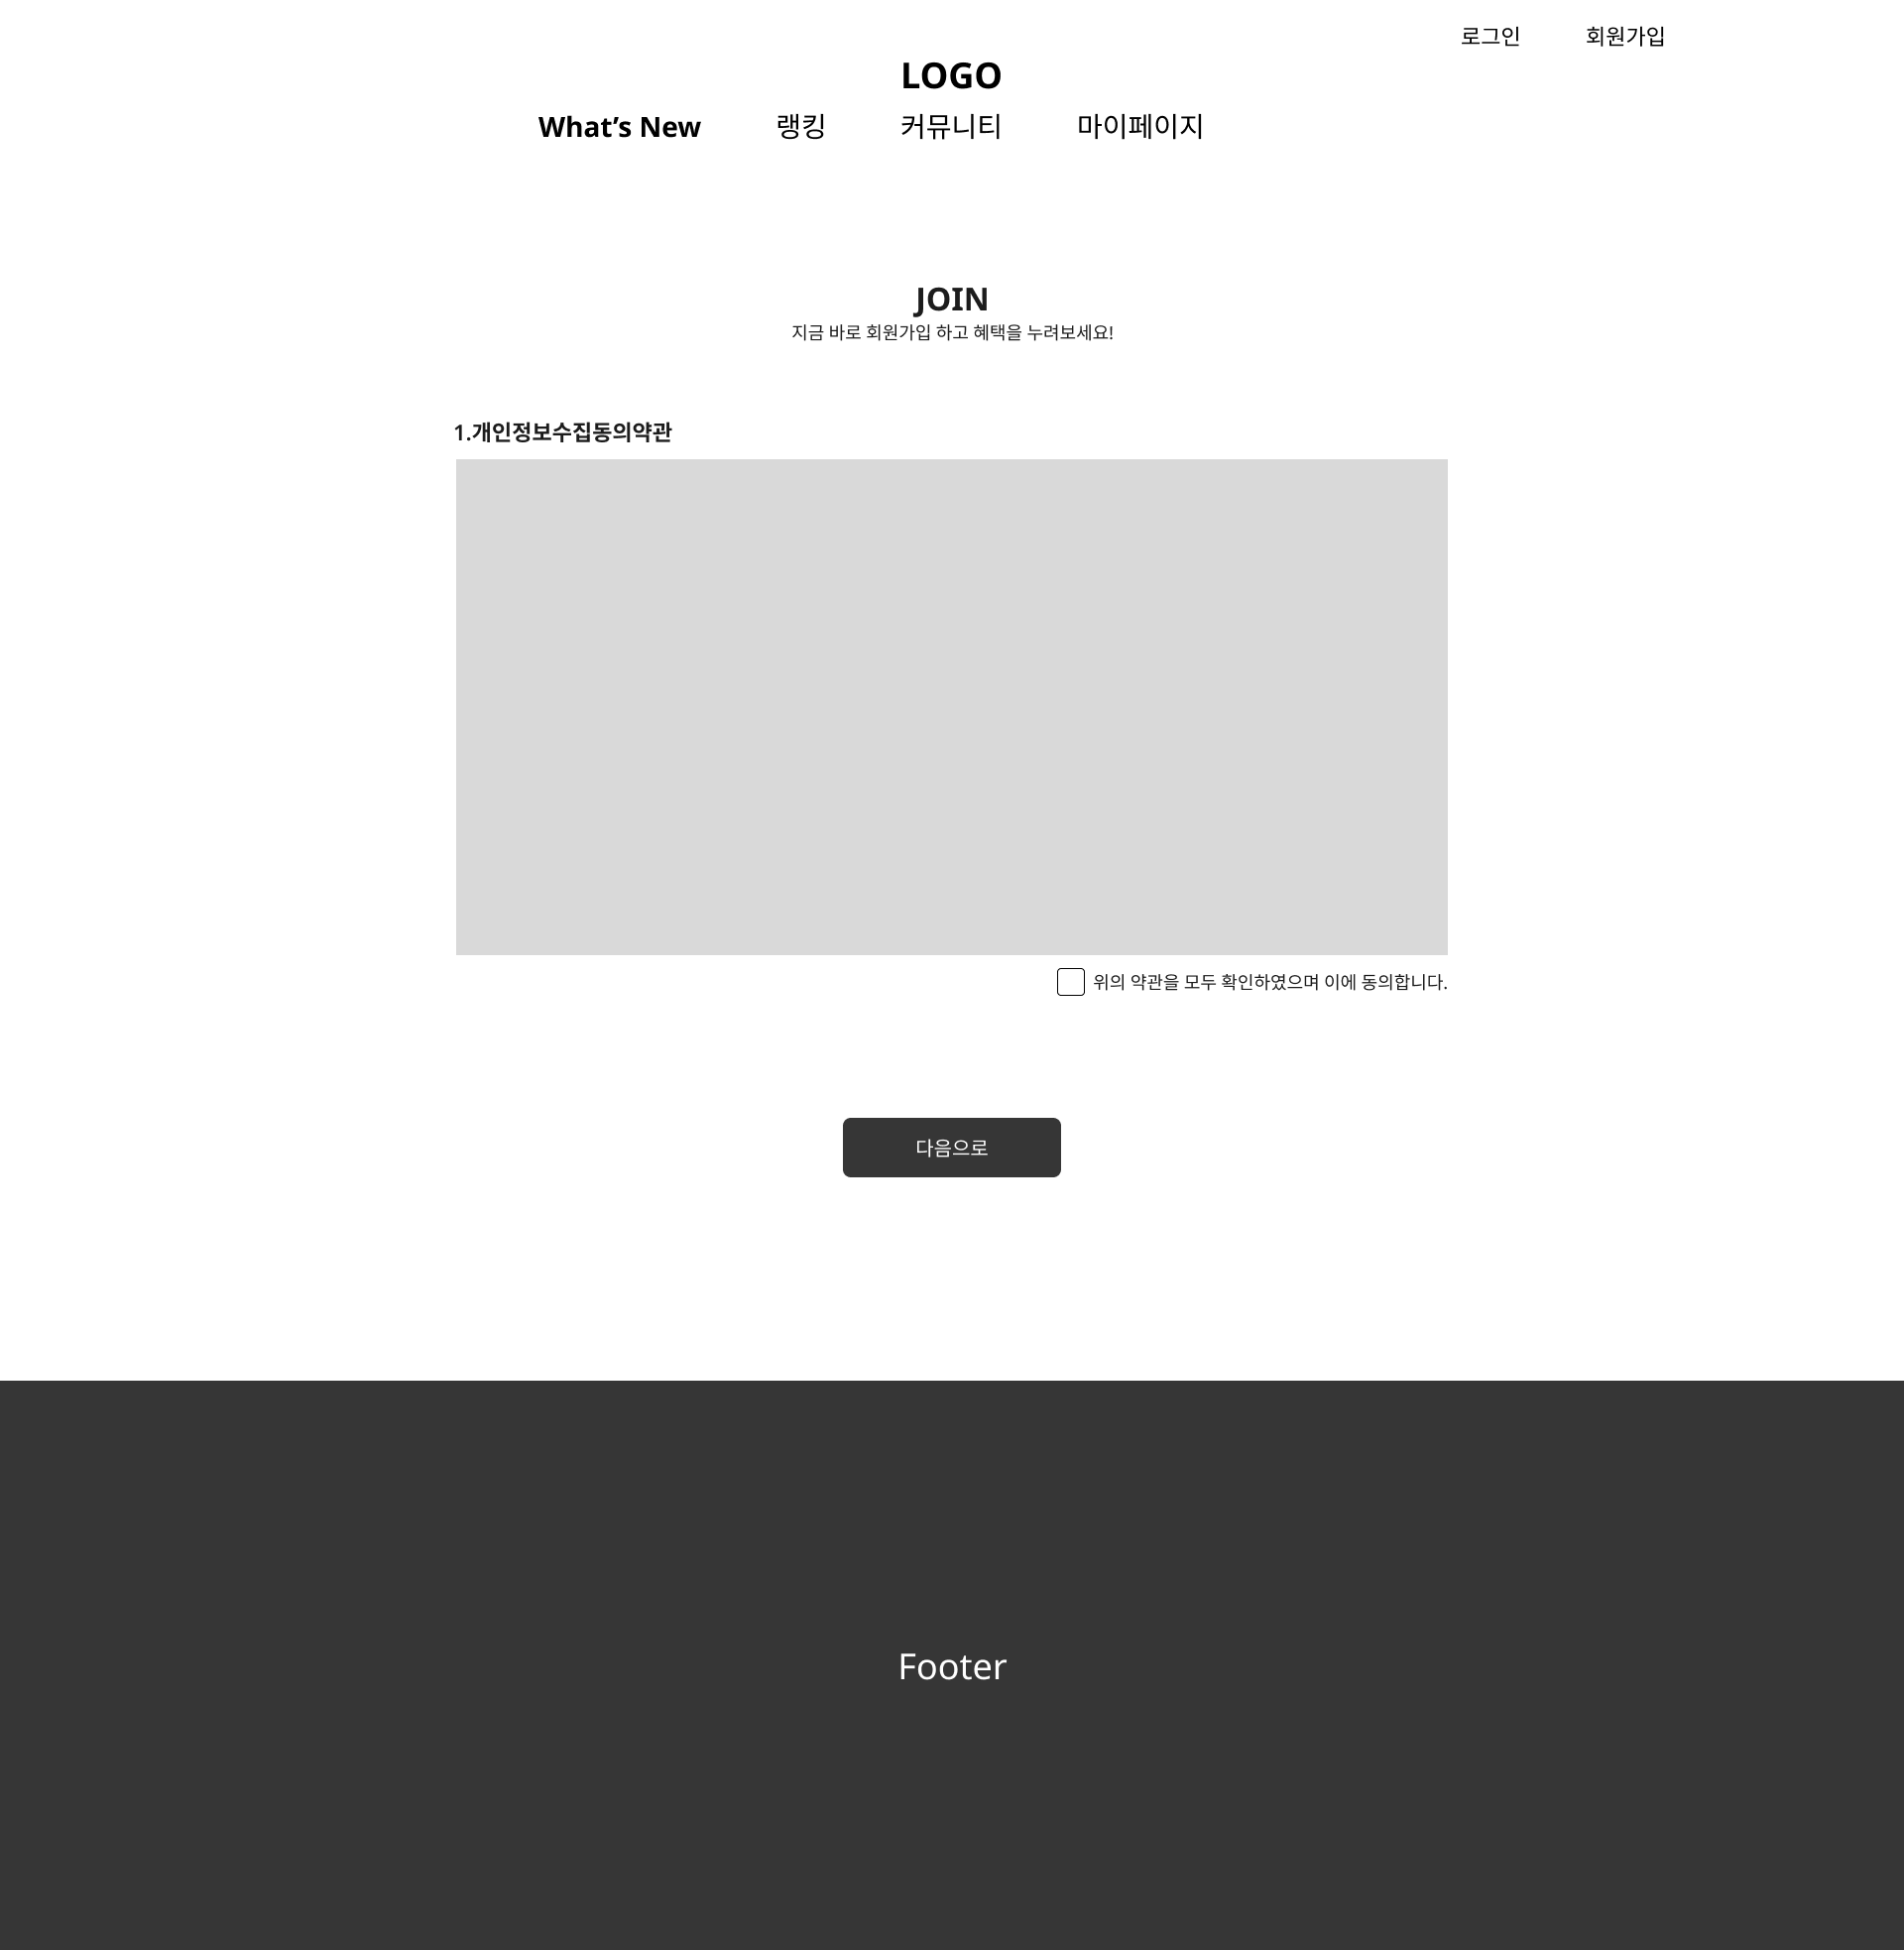 로그인 회원가입
LOGO
What’s New 랭킹 커뮤니티 마이페이지
JOIN
지금 바로 회원가입 하고 혜택을 누려보세요!
1.개인정보수집동의약관
위의 약관을 모두 확인하였으며 이에 동의합니다.
다음으로
Footer